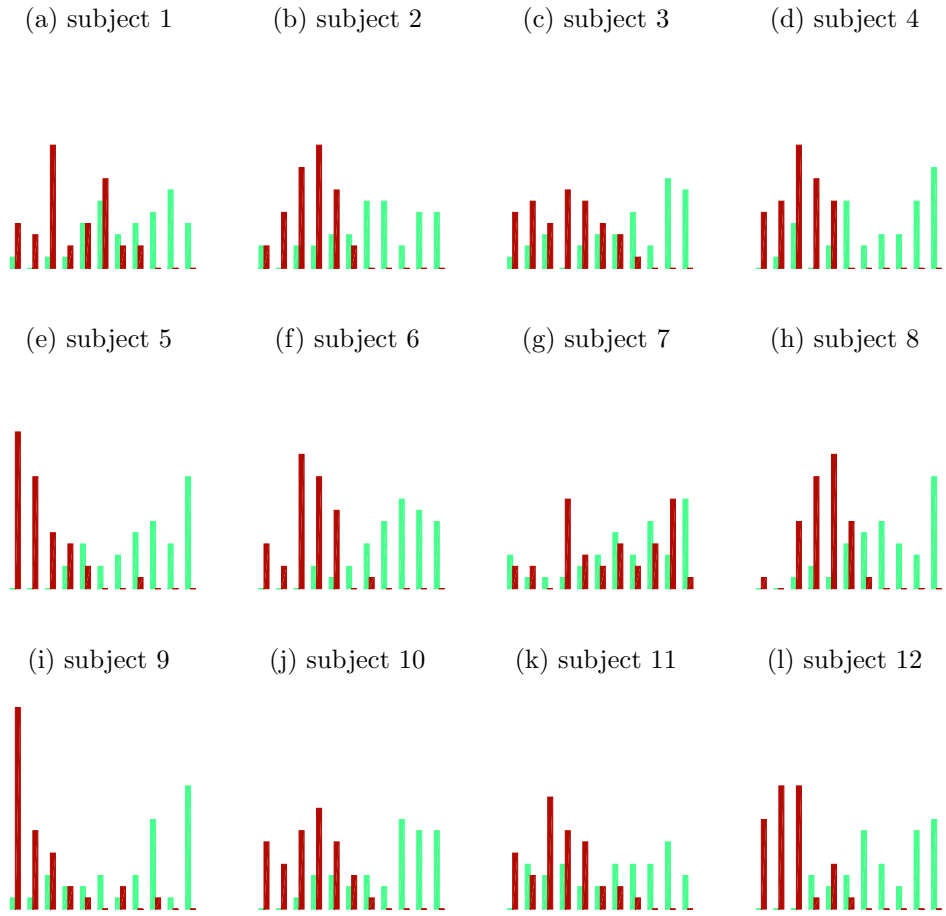 (a) subject 1
(b) subject 2
(c) subject 3
(d) subject 4
(e) subject 5
(f) subject 6
(g) subject 7
(h) subject 8
(i) subject 9
(j) subject 10
(k) subject 11
(l) subject 12